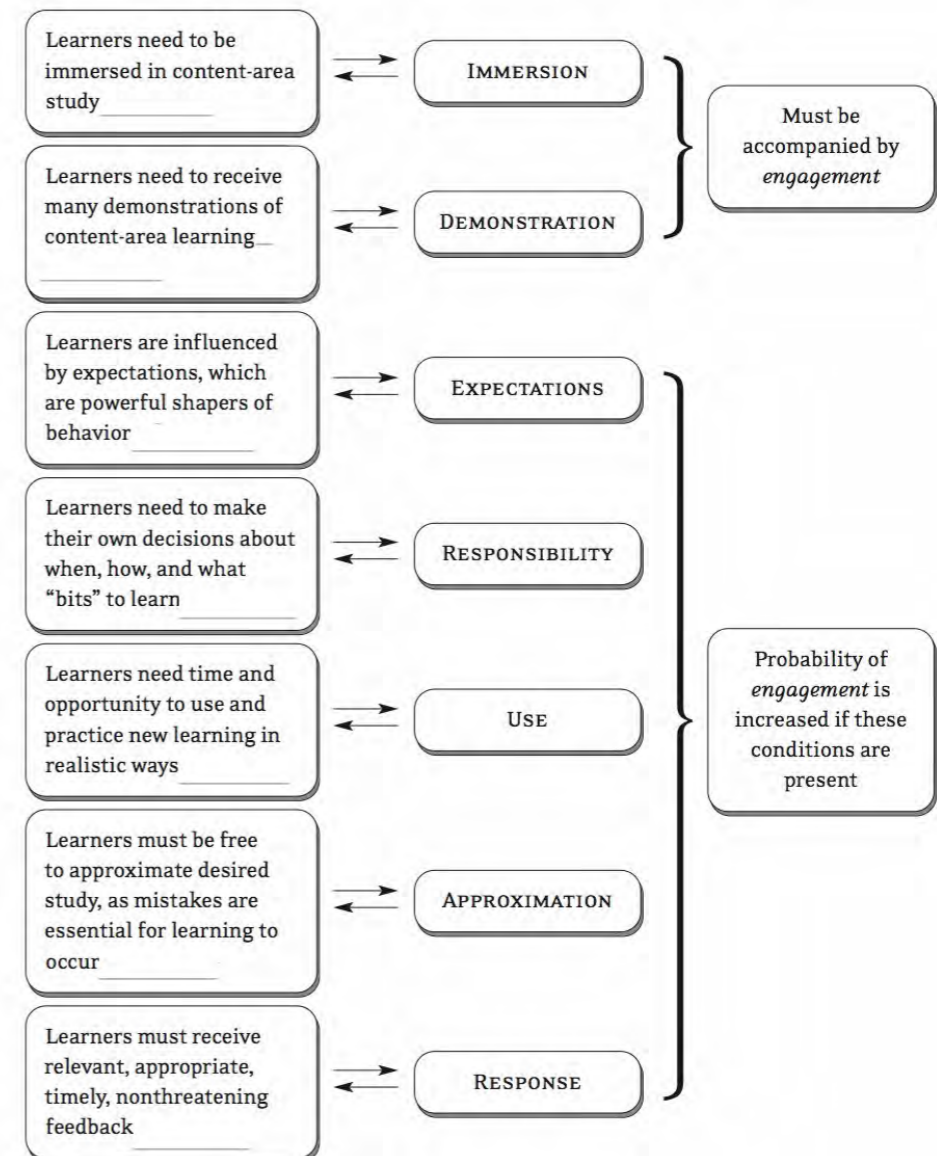 Learners need to be
immersed in content-area
study
IMMERSION
Must be
accompanied by
engagement
Learners need to receive
many demonstrations of
content-area learning
DEMONSTRATION
Learners are influenced
by expectations, which
are powerful shapers of
behavior
EXPECTATIONS
Learners need to make
their own decisions about
when, how, and what
“bits” to learn
RESPONSIBILITY
Learners need time and
opportunity to use and
practice new learning in
realistic ways
USE
Probability of
engagement is
increased if these
conditions are
present
Learners must be free
to approximate desired
study, as mistakes are
essential for learning to
occur
APPROXIMATION
Learners must receive
relevant, appropriate,
timely, nonthreatening
feedback
RESPONSE